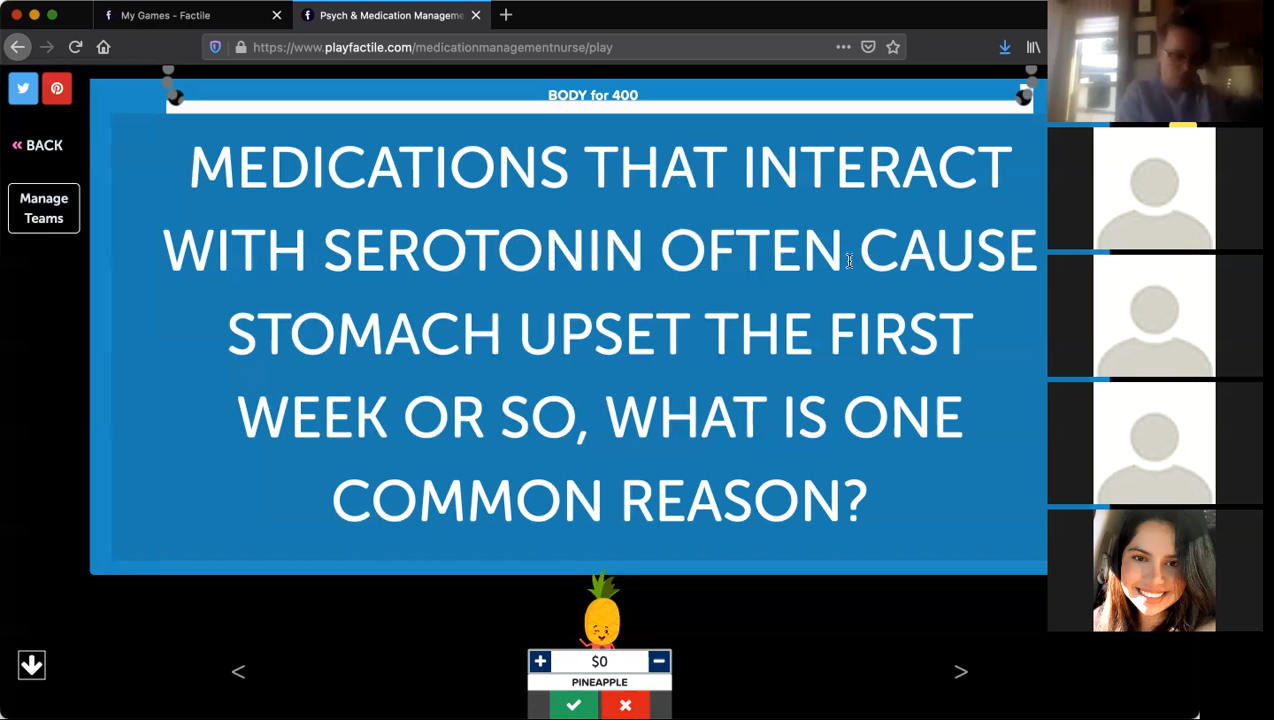 My Games - Factile
Psych & Medication Manageme
https://www.playfactile.com/medicationmanagementnurse/play
BACK
Manage
Teams
BODY for 400
MEDICATIONS THAT INTERACT
WITH SEROTONIN OFTEN CAUSE
STOMACH UPSET THE FIRST
WEEK OR SO, WHAT IS ONE
COMMON REASON?
$0
PINEAPPLE